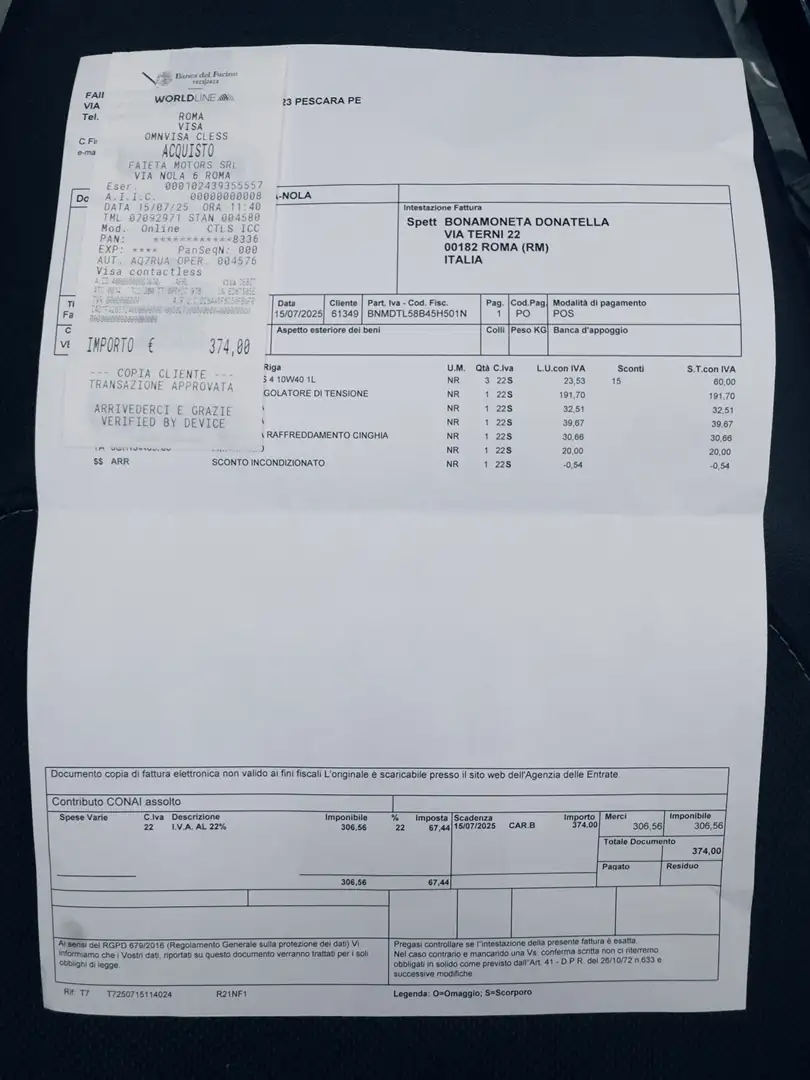 Banca del Fucino
1923|2023
WORLDLINE
ROMA
VISA
OMNVISA CLESS
ACQUISTO
FAIETA MOTORS SRL
VIA NOLA 6 ROMA
Eser. 000102439355557
A.I.I.C. 00000000008
DATA 15/07/25 ORA 11:40
TML 07092971 STAN 004580
Mod. Online CTLS ICC
PAN: ************8336
EXP: **** PanSeqN: 000
AUT. AQ7RUA OPER. 004576
Visa contactless
VISA DEBIT
IMPORTO € 374,00
--- COPIA CLIENTE ---
TRANSAZIONE APPROVATA
ARRIVEDERCI E GRAZIE
VERIFIED BY DEVICE
FAII
VIA
23 PESCARA PE
Tel.
C.Fi
e-ma
Do
-NOLA
Intestazione Fattura
Spett BONAMONETA DONATELLA
VIA TERNI 22
00182 ROMA (RM)
ITALIA
Ti
Fa
Data Cliente Part. Iva - Cod. Fisc. Pag. Cod.Pag. Modalità di pagamento
15/07/2025 61349 BNMDTL58B45H501N 1 PO POS
C
VE
Aspetto esteriore dei beni Colli Peso KG Banca d'appoggio
Riga U.M. Qtà C.Iva L.U.con IVA Sconti S.T.con IVA
4 10W40 1L NR 3 22S 23,53 15 60,00
GOLATORE DI TENSIONE NR 1 22S 191,70 191,70
NR 1 22S 32,51 32,51
NR 1 22S 39,67 39,67
RAFFREDDAMENTO CINGHIA NR 1 22S 30,66 30,66
NR 1 22S 20,00 20,00
$$ ARR SCONTO INCONDIZIONATO NR 1 22S -0,54 -0,54
Documento copia di fattura elettronica non valido ai fini fiscali L'originale è scaricabile presso il sito web dell'Agenzia delle Entrate
Contributo CONAI assolto
Spese Varie C.Iva Descrizione Imponibile % Imposta Scadenza Importo Merci Imponibile
22 I.V.A. AL 22% 306,56 22 67,44 15/07/2025 CAR.B 374,00 306,56 306,56
Totale Documento
374,00
Pagato Residuo
306,56 67,44
Ai sensi del RGPD 679/2016 (Regolamento Generale sulla protezione dei dati) Vi
informiamo che i Vostri dati, riportati su questo documento verranno trattati per i soli
obblighi di legge.
Pregasi controllare se l'intestazione della presente fattura è esatta.
Nel caso contrario e mancando una Vs. conferma scritta non ci riterremo
obbligati in solido come previsto dall'Art. 41 - D.P.R. del 26/10/72 n.633 e
successive modifiche
Rif T7 T7250715114024 R21NF1
Legenda: O=Omaggio; S=Scorporo